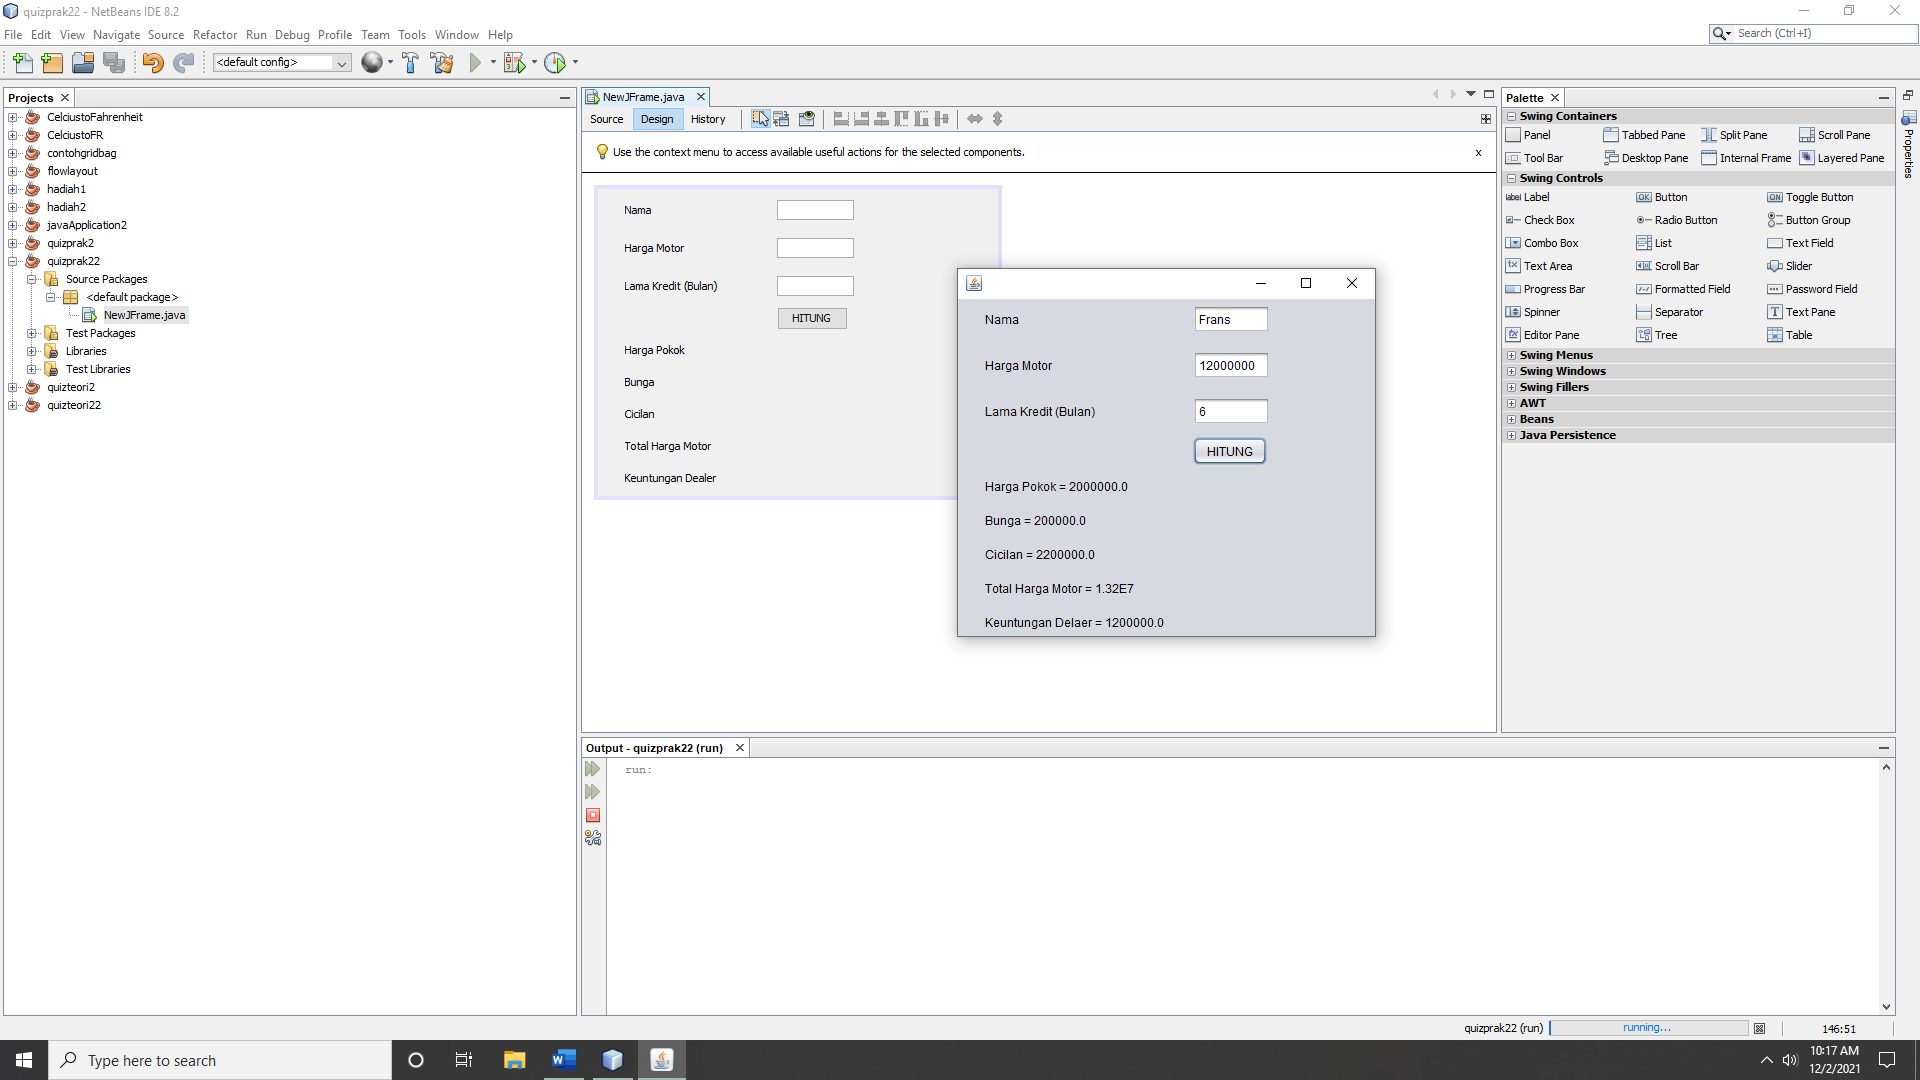 quizprak22 - NetBeans IDE 8.2
File Edit View Navigate Source Refactor Run Debug Profile Team Tools Window Help
Search (Ctrl+I)
<default config>
Projects
CelciustoFahrenheit
CelciustoFR
contohgridbag
flowlayout
hadiah1
hadiah2
javaApplication2
quizprak2
quizprak22
Source Packages
<default package>
NewJFrame.java
Test Packages
Libraries
Test Libraries
quizteori2
quizteori22
NewJFrame.java
Source Design History
Use the context menu to access available useful actions for the selected components.
x
Nama
Harga Motor
Lama Kredit (Bulan)
HITUNG
Harga Pokok
Bunga
Cicilan
Total Harga Motor
Keuntungan Dealer
Nama Frans
Harga Motor 12000000
Lama Kredit (Bulan) 6
HITUNG
Harga Pokok = 2000000.0
Bunga = 200000.0
Cicilan = 2200000.0
Total Harga Motor = 1.32E7
Keuntungan Delaer = 1200000.0
Palette
Swing Containers
Panel Tabbed Pane Split Pane Scroll Pane
Tool Bar Desktop Pane Internal Frame Layered Pane
Swing Controls
label Label OK Button ON Toggle Button
Check Box Radio Button Button Group
Combo Box List Text Field
Text Area Scroll Bar Slider
Progress Bar Formatted Field Password Field
Spinner Separator Text Pane
Editor Pane Tree Table
Swing Menus
Swing Windows
Swing Fillers
AWT
Beans
Java Persistence
Properties
Output - quizprak22 (run)
run:
quizprak22 (run) running... 146:51
Type here to search
10:17 AM
12/2/2021